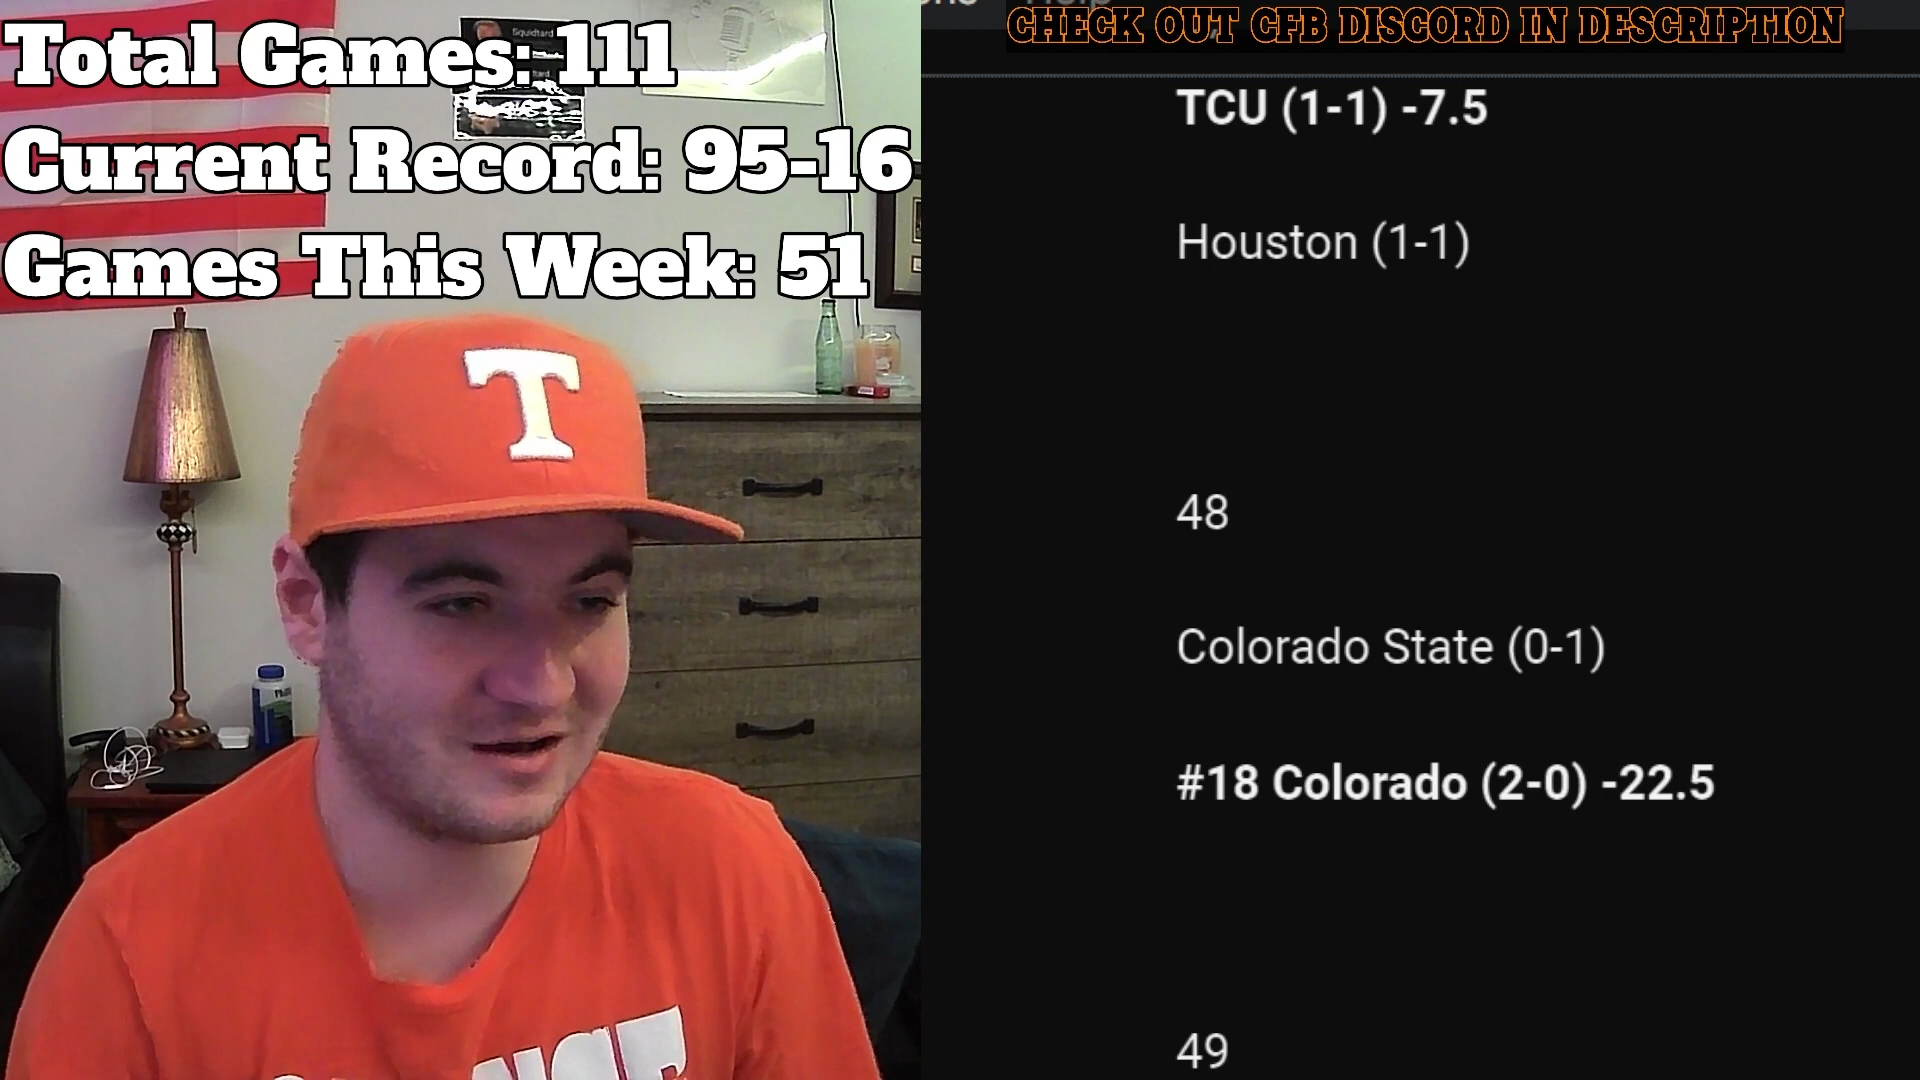 Total Games: 111
Current Record: 95-16
Games This Week: 51
T
CHECK OUT CFB DISCORD IN DESCRIPTION
Help
TCU (1-1) -7.5
Houston (1-1)
48
Colorado State (0-1)
#18 Colorado (2-0) -22.5
49